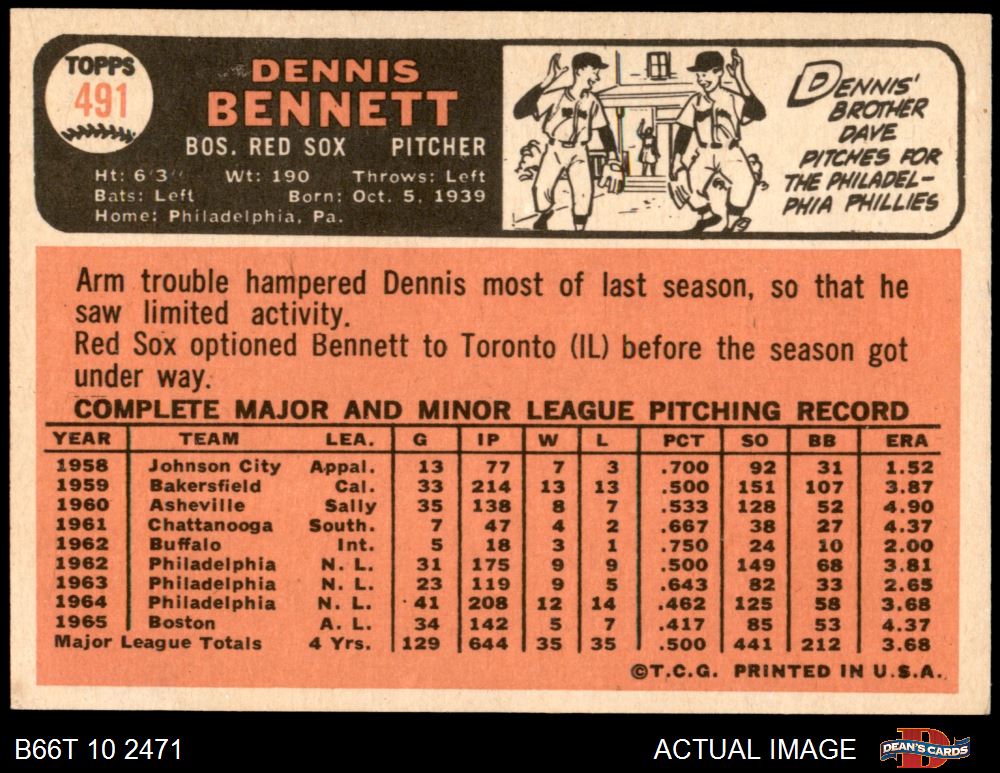 TOPPS
491
DENNIS
BENNETT
BOS. RED SOX PITCHER
Ht: 6'3" Wt: 190 Throws: Left
Bats: Left Born: Oct. 5, 1939
Home: Philadelphia, Pa.
DENNIS'
BROTHER
DAVE
PITCHES FOR
THE PHILADEL-
PHIA PHILLIES
Arm trouble hampered Dennis most of last season, so that he
saw limited activity.
Red Sox optioned Bennett to Toronto (IL) before the season got
under way.
COMPLETE MAJOR AND MINOR LEAGUE PITCHING RECORD
YEAR TEAM LEA. G IP W L PCT SO BB ERA
1958 Johnson City Appal. 13 77 7 3 .700 92 31 1.52
1959 Bakersfield Cal. 33 214 13 13 .500 151 107 3.87
1960 Asheville Sally 35 138 8 7 .533 128 52 4.90
1961 Chattanooga South. 7 47 4 2 .667 38 27 4.37
1962 Buffalo Int. 5 18 3 1 .750 24 10 2.00
1962 Philadelphia N. L. 31 175 9 9 .500 149 68 3.81
1963 Philadelphia N. L. 23 119 9 5 .643 82 33 2.65
1964 Philadelphia N. L. 41 208 12 14 .462 125 58 3.68
1965 Boston A. L. 34 142 5 7 .417 85 53 4.37
Major League Totals 4 Yrs. 129 644 35 35 .500 441 212 3.68
©T.C.G. PRINTED IN U.S.A.
B66T 10 2471 ACTUAL IMAGE DEAN'S CARDS